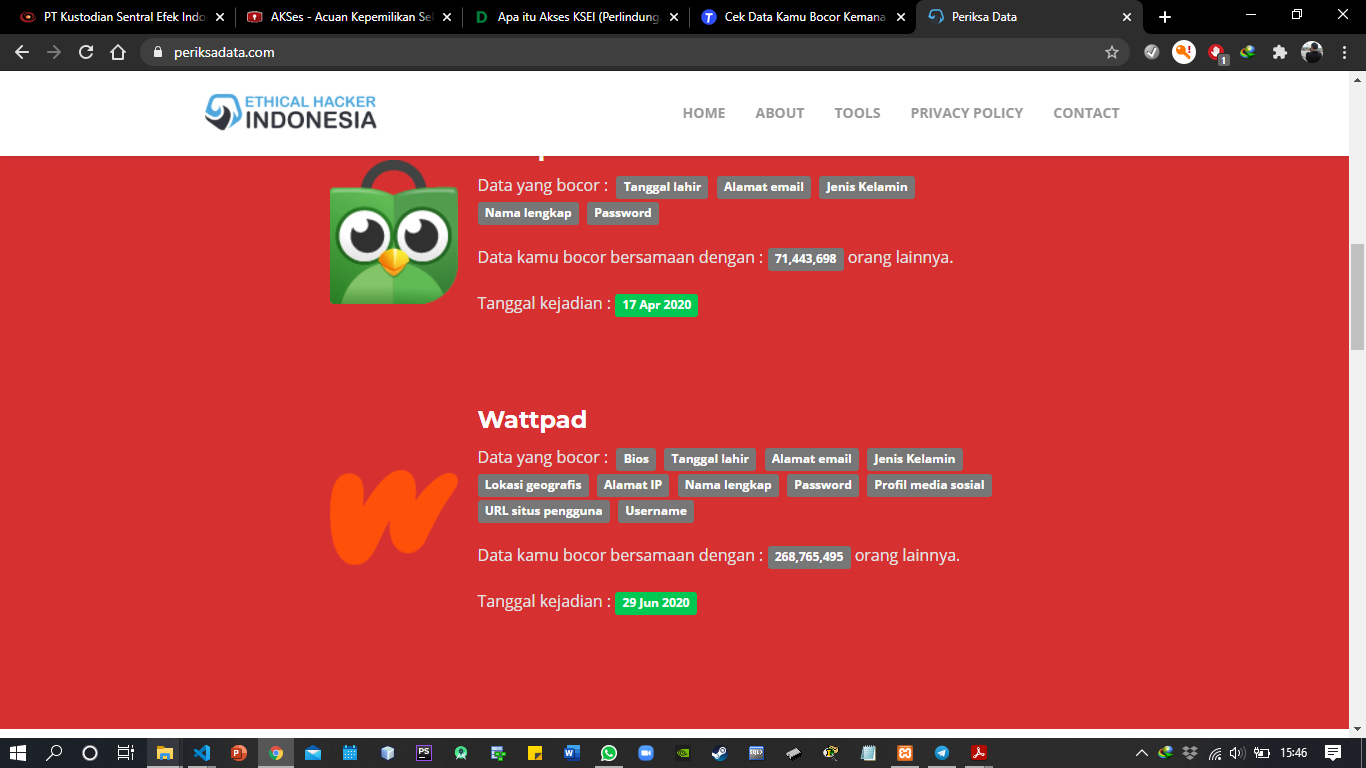 PT Kustodian Sentral Efek Indo
AKSes - Acuan Kepemilikan Se
Apa itu Akses KSEI (Perlindung
Cek Data Kamu Bocor Kemana
Periksa Data
periksadata.com
1
ETHICAL HACKER
INDONESIA
HOME ABOUT TOOLS PRIVACY POLICY CONTACT
Data yang bocor : Tanggal lahir Alamat email Jenis Kelamin
Nama lengkap Password
Data kamu bocor bersamaan dengan : 71,443,698 orang lainnya.
Tanggal kejadian : 17 Apr 2020
Wattpad
Data yang bocor : Bios Tanggal lahir Alamat email Jenis Kelamin
Lokasi geografis Alamat IP Nama lengkap Password Profil media sosial
URL situs pengguna Username
Data kamu bocor bersamaan dengan : 268,765,495 orang lainnya.
Tanggal kejadian : 29 Jun 2020
15:46